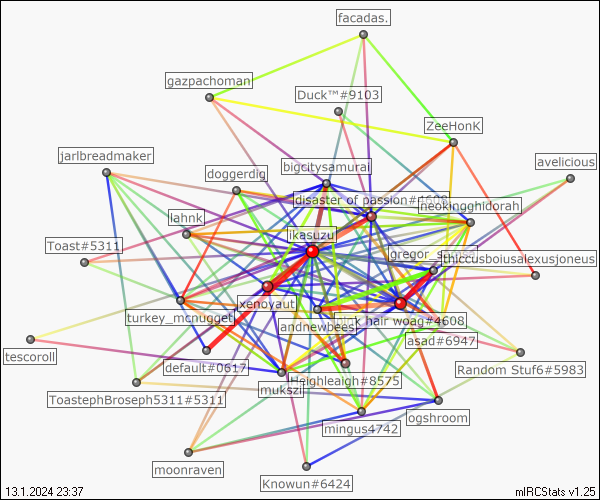 facadas.
gazpachoman
Duck™#9103
ZeeHonK
jarlbreadmaker
bigcitysamurai
avelicious
doggerdig
disaster of passion#4608
neokingghidorah
lahnk
ikasuzu
Toast#5311
gregor_s
thiccusboiusalexusjoneus
xenoyaut
turkey_mcnugget
andnewbees
hair woag#4608
asad#6947
tescoroll
default#0617
Random Stuf6#5983
mukszi
Heighleaigh#8575
ToastephBroseph5311#5311
ogshroom
mingus4742
moonraven
Knowun#6424
13.1.2024 23:37
mIRCStats v1.25